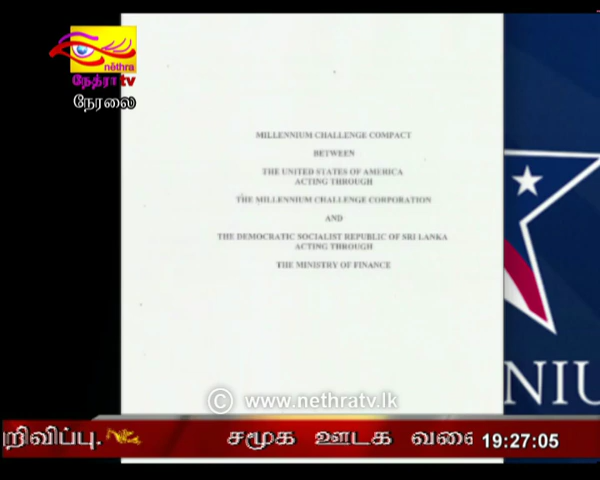 nēthra
நேத்ரா tv
நேரலை
MILLENNIUM CHALLENGE COMPACT
BETWEEN
THE UNITED STATES OF AMERICA
ACTING THROUGH
THE MILLENNIUM CHALLENGE CORPORATION
AND
THE DEMOCRATIC SOCIALIST REPUBLIC OF SRI LANKA
ACTING THROUGH
THE MINISTRY OF FINANCE
NIU
© www.nethratv.lk
றிவிப்பு. சமூக ஊடக வலை 19:27:05